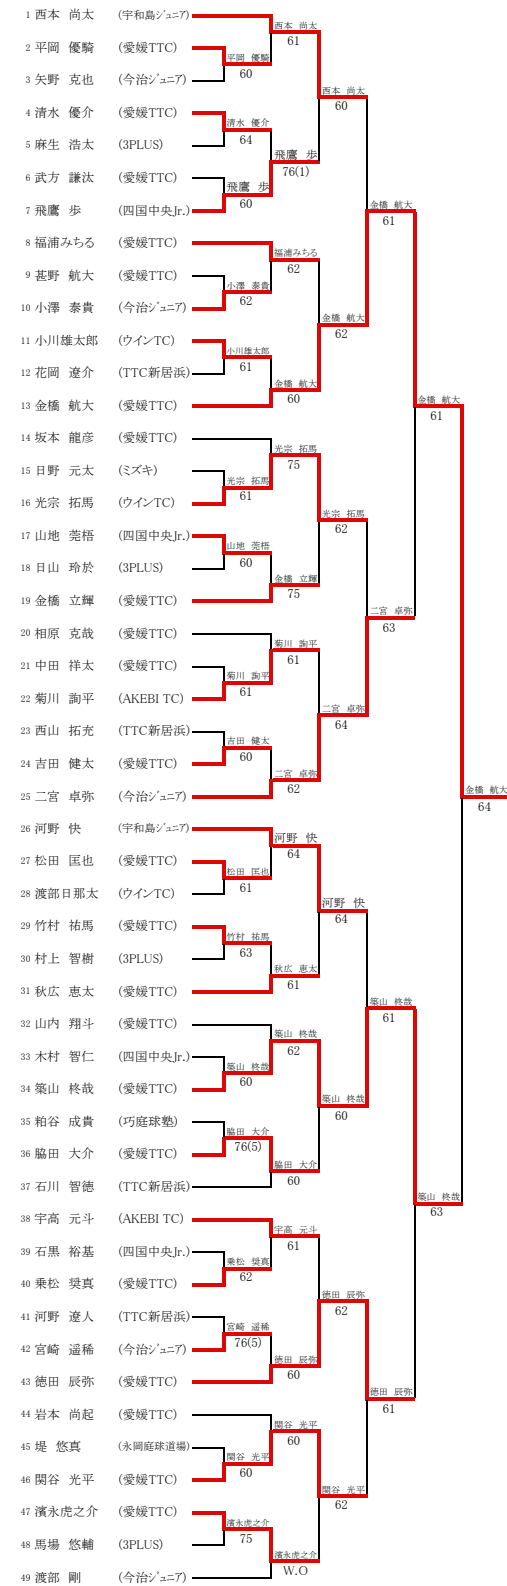 1 西本 尚太 (宇和島ジュニア)
西本 尚太
61
2 平岡 優騎 (愛媛TTC)
平岡 優騎
60
3 矢野 克也 (今治ジュニア)
西本 尚太
60
4 清水 優介 (愛媛TTC)
清水 優介
64
5 麻生 浩太 (3PLUS)
飛鷹 歩
76(1)
6 武方 謙汰 (愛媛TTC)
飛鷹 歩
60
7 飛鷹 歩 (四国中央Jr.)
金橋 航大
61
8 福浦みちる (愛媛TTC)
福浦みちる
62
9 甚野 航大 (愛媛TTC)
小澤 泰貴
62
10 小澤 泰貴 (今治ジュニア)
金橋 航大
62
11 小川雄太郎 (ウインTC)
小川雄太郎
61
12 花岡 遼介 (TTC新居浜)
金橋 航大
60
13 金橋 航大 (愛媛TTC)
金橋 航大
61
14 坂本 龍彦 (愛媛TTC)
光宗 拓馬
75
15 日野 元太 (ミズキ)
光宗 拓馬
61
16 光宗 拓馬 (ウインTC)
光宗 拓馬
62
17 山地 莞梧 (四国中央Jr.)
山地 莞梧
60
18 日山 玲於 (3PLUS)
金橋 立輝
75
19 金橋 立輝 (愛媛TTC)
二宮 卓弥
63
20 相原 克哉 (愛媛TTC)
菊川 詢平
61
21 中田 祥太 (愛媛TTC)
菊川 詢平
61
22 菊川 詢平 (AKEBI TC)
二宮 卓弥
64
23 西山 拓充 (TTC新居浜)
吉田 健太
60
24 吉田 健太 (愛媛TTC)
二宮 卓弥
62
25 二宮 卓弥 (今治ジュニア)
金橋 航大
64
26 河野 快 (宇和島ジュニア)
河野 快
64
27 松田 匡也 (愛媛TTC)
松田 匡也
61
28 渡部日那太 (ウインTC)
河野 快
64
29 竹村 祐馬 (愛媛TTC)
竹村 祐馬
63
30 村上 智樹 (3PLUS)
秋広 恵太
61
31 秋広 恵太 (愛媛TTC)
築山 柊哉
61
32 山内 翔斗 (愛媛TTC)
築山 柊哉
62
33 木村 智仁 (四国中央Jr.)
築山 柊哉
60
34 築山 柊哉 (愛媛TTC)
築山 柊哉
60
35 粕谷 成貴 (巧庭球塾)
脇田 大介
76(5)
36 脇田 大介 (愛媛TTC)
脇田 大介
60
37 石川 智徳 (TTC新居浜)
築山 柊哉
63
38 宇高 元斗 (AKEBI TC)
宇高 元斗
61
39 石黒 裕基 (四国中央Jr.)
乗松 奨真
62
40 乗松 奨真 (愛媛TTC)
徳田 辰弥
62
41 河野 遼人 (TTC新居浜)
宮崎 遥稀
76(5)
42 宮崎 遥稀 (今治ジュニア)
徳田 辰弥
60
43 徳田 辰弥 (愛媛TTC)
徳田 辰弥
61
44 岩本 尚起 (愛媛TTC)
関谷 光平
60
45 堤 悠真 (永岡庭球道場)
関谷 光平
60
46 関谷 光平 (愛媛TTC)
関谷 光平
62
47 濱永虎之介 (愛媛TTC)
濱永虎之介
75
48 馬場 悠輔 (3PLUS)
濱永虎之介
W.O
49 渡部 剛 (今治ジュニア)